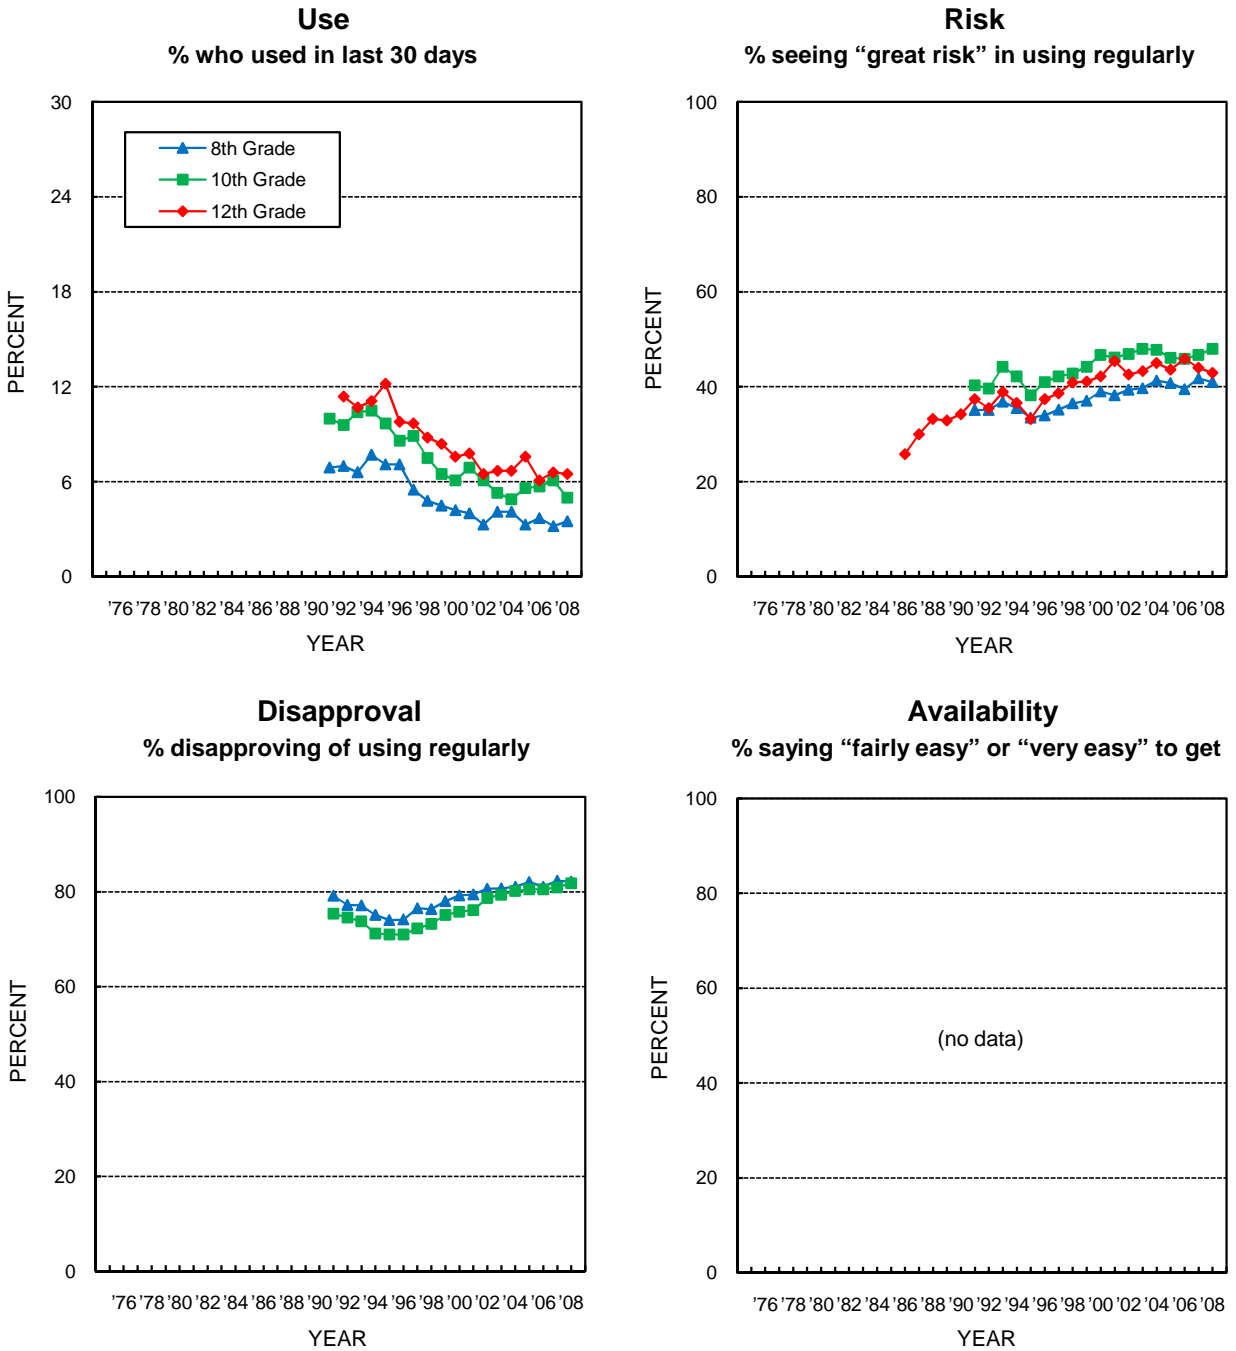 Use
% who used in last 30 days
30
24
18
12
6
0
PERCENT
8th Grade
10th Grade
12th Grade
’76 ’78 ’80 ’82 ’84 ’86 ’88 ’90 ’92 ’94 ’96 ’98 ’00 ’02 ’04 ’06 ’08
YEAR
Risk
% seeing “great risk” in using regularly
100
80
60
40
20
0
PERCENT
’76 ’78 ’80 ’82 ’84 ’86 ’88 ’90 ’92 ’94 ’96 ’98 ’00 ’02 ’04 ’06 ’08
YEAR
Disapproval
% disapproving of using regularly
100
80
60
40
20
0
PERCENT
’76 ’78 ’80 ’82 ’84 ’86 ’88 ’90 ’92 ’94 ’96 ’98 ’00 ’02 ’04 ’06 ’08
YEAR
Availability
% saying “fairly easy” or “very easy” to get
100
80
60
40
20
0
PERCENT
(no data)
’76 ’78 ’80 ’82 ’84 ’86 ’88 ’90 ’92 ’94 ’96 ’98 ’00 ’02 ’04 ’06 ’08
YEAR